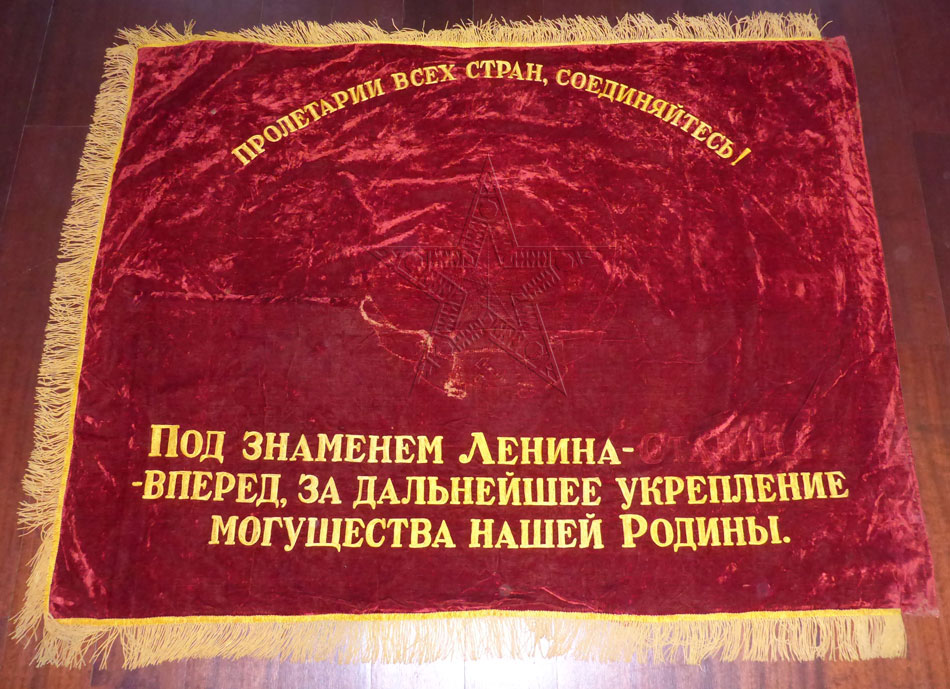 ПРОЛЕТАРИИ ВСЕХ СТРАН, СОЕДИНЯЙТЕСЬ!
ПОД ЗНАМЕНЕМ ЛЕНИНА-
-ВПЕРЕД, ЗА ДАЛЬНЕЙШЕЕ УКРЕПЛЕНИЕ
МОГУЩЕСТВА НАШЕЙ РОДИНЫ.